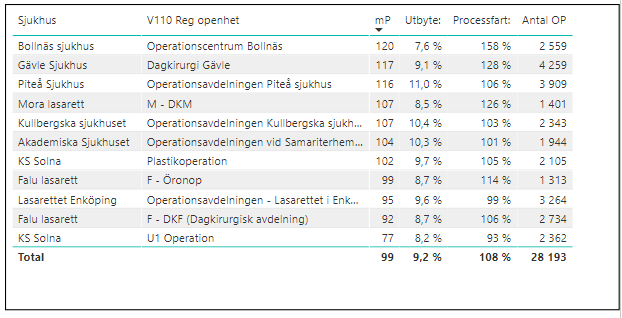 Sjukhus V110 Reg openhet mP Utbyte: Processfart: Antal OP
Bollnäs sjukhus Operationscentrum Bollnäs 120 7,6 % 158 % 2 559
Gävle Sjukhus Dagkirurgi Gävle 117 9,1 % 128 % 4 259
Piteå Sjukhus Operationsavdelningen Piteå sjukhus 116 11,0 % 106 % 3 909
Mora lasarett M - DKM 107 8,5 % 126 % 1 401
Kullbergska sjukhuset Operationsavdelningen Kullbergska sjukh... 107 10,4 % 103 % 2 343
Akademiska Sjukhuset Operationsavdelningen vid Samariterhem... 104 10,3 % 101 % 1 944
KS Solna Plastikoperation 102 9,7 % 105 % 2 105
Falu lasarett F - Öronop 99 8,7 % 114 % 1 313
Lasarettet Enköping Operationsavdelningen - Lasarettet i Enk... 95 9,6 % 99 % 3 264
Falu lasarett F - DKF (Dagkirurgisk avdelning) 92 8,7 % 106 % 2 734
KS Solna U1 Operation 77 8,2 % 93 % 2 362
Total 99 9,2 % 108 % 28 193